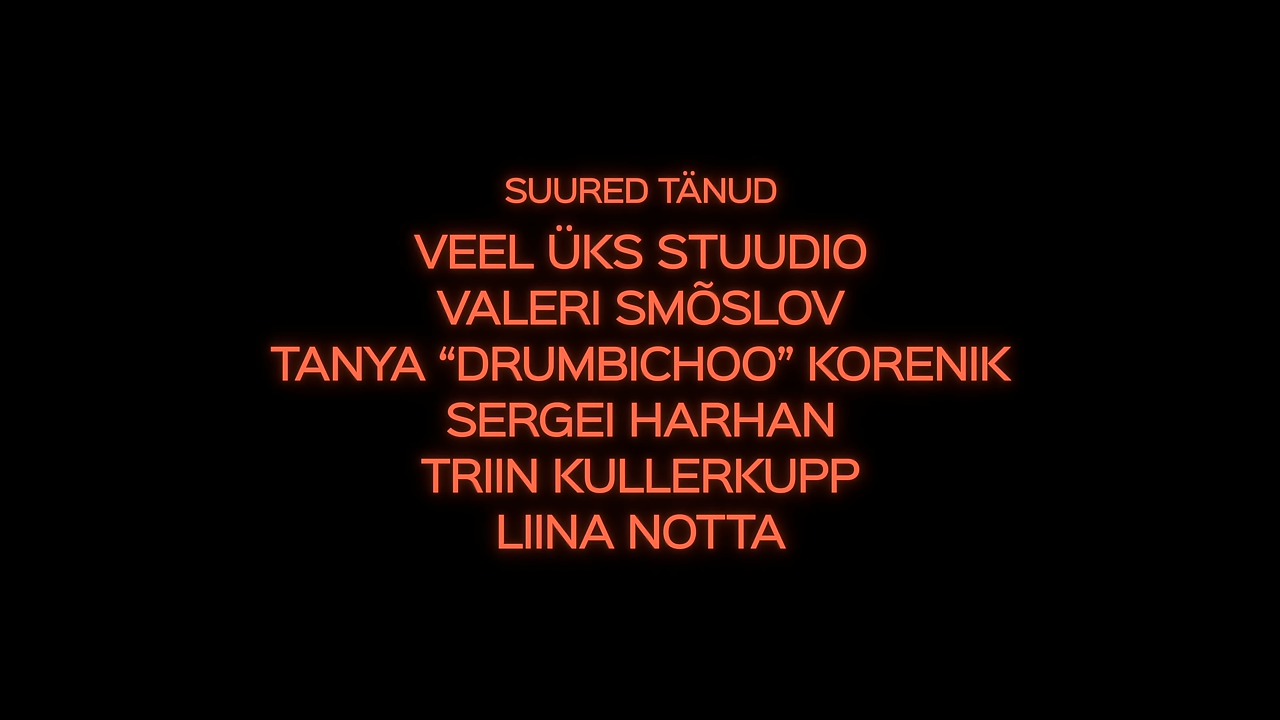 SUURED TÄNUD
VEEL ÜKS STUUDIO
VALERI SMÕSLOV
TANYA “DRUMBICHOO” KORENIK
SERGEI HARHAN
TRIIN KULLERKUPP
LIINA NOTTA